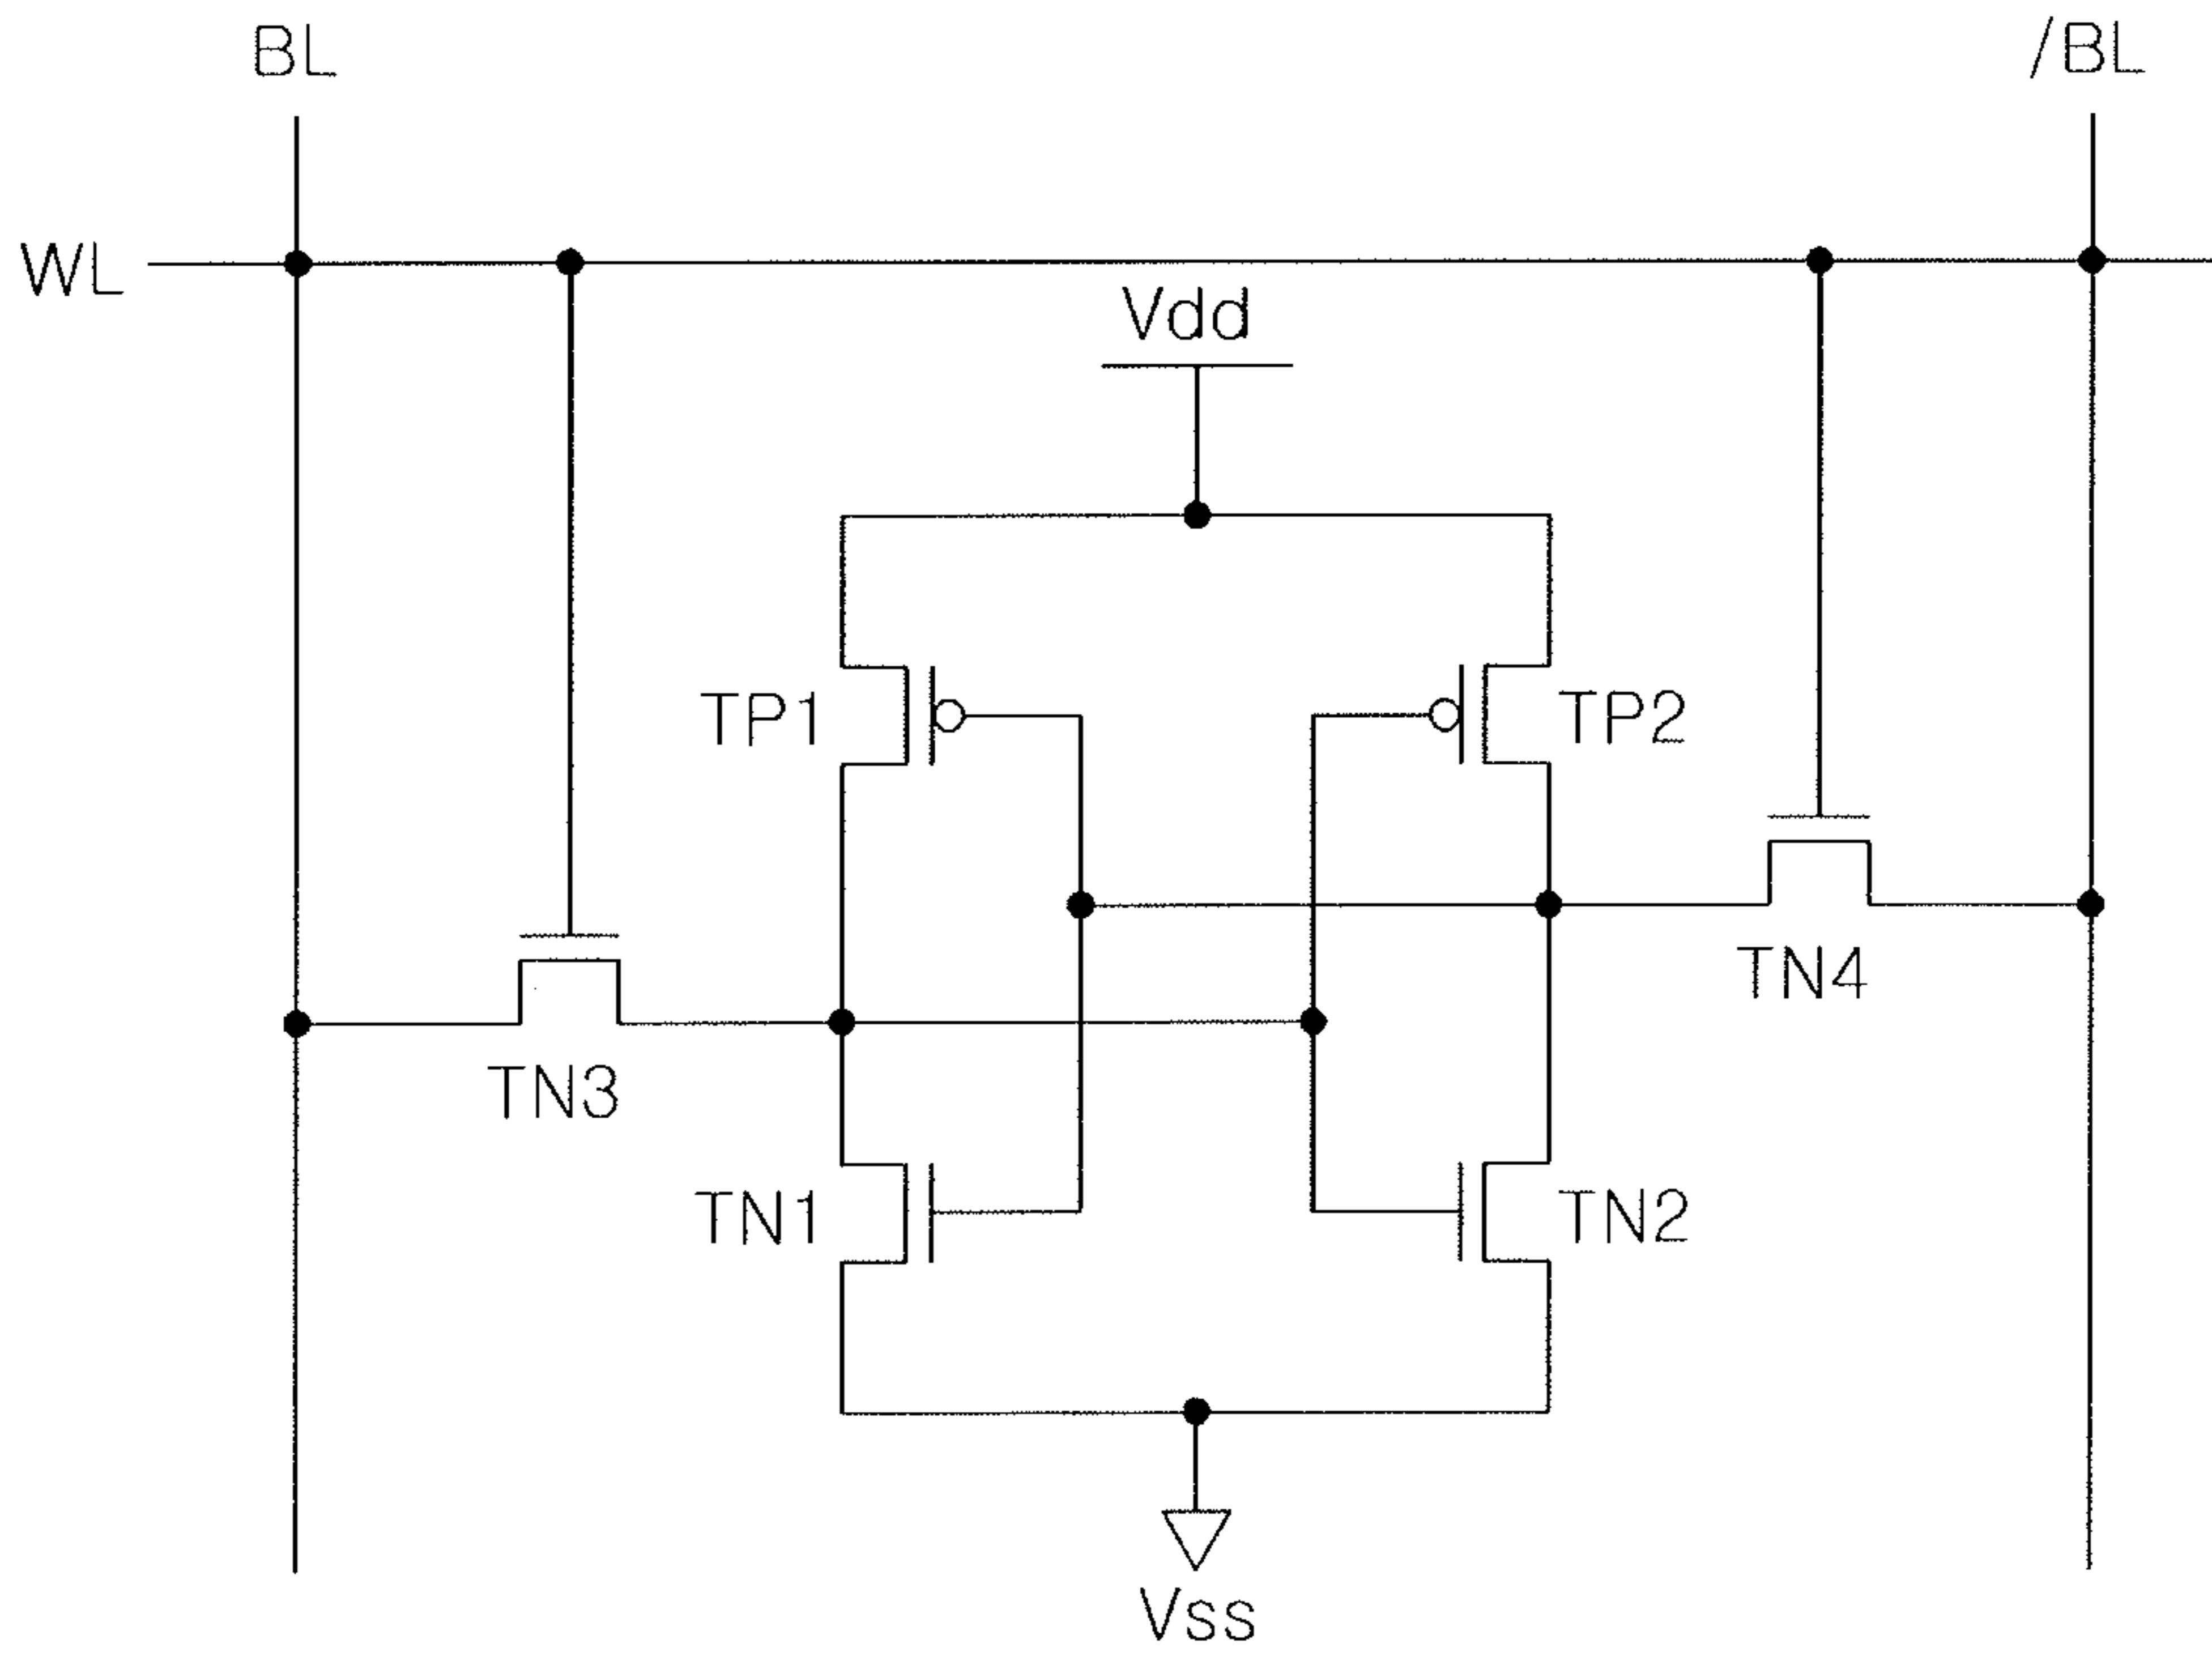 BL
/BL
WL
Vdd
TP1
TP2
TN4
TN3
TN1
TN2
Vss